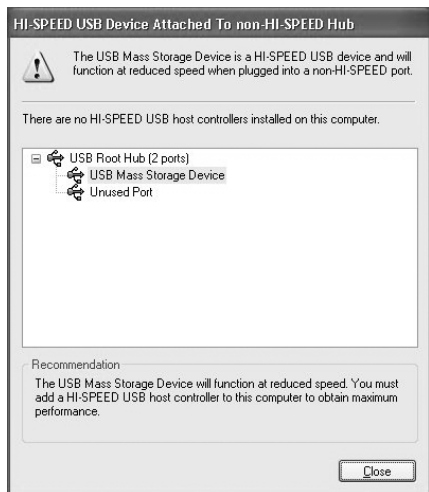 HI-SPEED USB Device Attached To non-HI-SPEED Hub
The USB Mass Storage Device is a HI-SPEED USB device and will
function at reduced speed when plugged into a non-HI-SPEED port.
There are no HI-SPEED USB host controllers installed on this computer.
USB Root Hub (2 ports)
USB Mass Storage Device
Unused Port
Recommendation
The USB Mass Storage Device will function at reduced speed. You must
add a HI-SPEED USB host controller to this computer to obtain maximum
performance.
Close